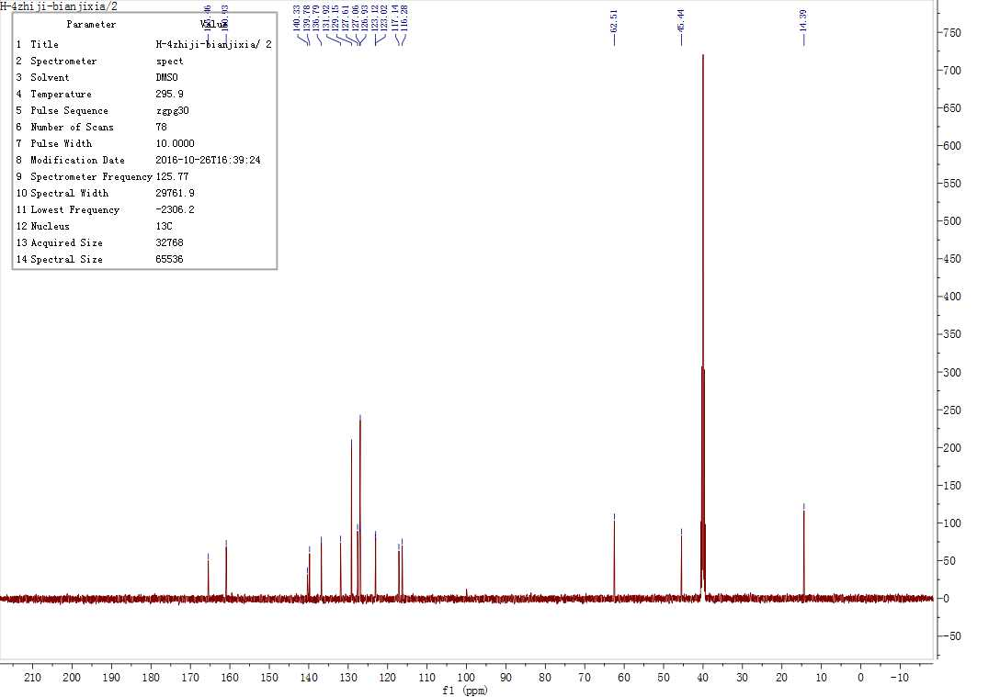 H-4zhiji-bianjixia/2
Parameter Value
1 Title H-4zhiji-bianjixia/ 2
2 Spectrometer spect
3 Solvent DMSO
4 Temperature 295.9
5 Pulse Sequence zgpg30
6 Number of Scans 78
7 Pulse Width 10.0000
8 Modification Date 2016-10-26T16:39:24
9 Spectrometer Frequency 125.77
10 Spectral Width 29761.9
11 Lowest Frequency -2306.2
12 Nucleus 13C
13 Acquired Size 32768
14 Spectral Size 65536
140.33
139.78
136.79
131.92
129.15
127.61
127.06
126.93
123.12
123.02
117.14
116.28
62.51
45.44
14.39
750
700
650
600
550
500
450
400
350
300
250
200
150
100
50
0
-50
210 200 190 180 170 160 150 140 130 120 110 100 90 80 70 60 50 40 30 20 10 0 -10
f1 (ppm)